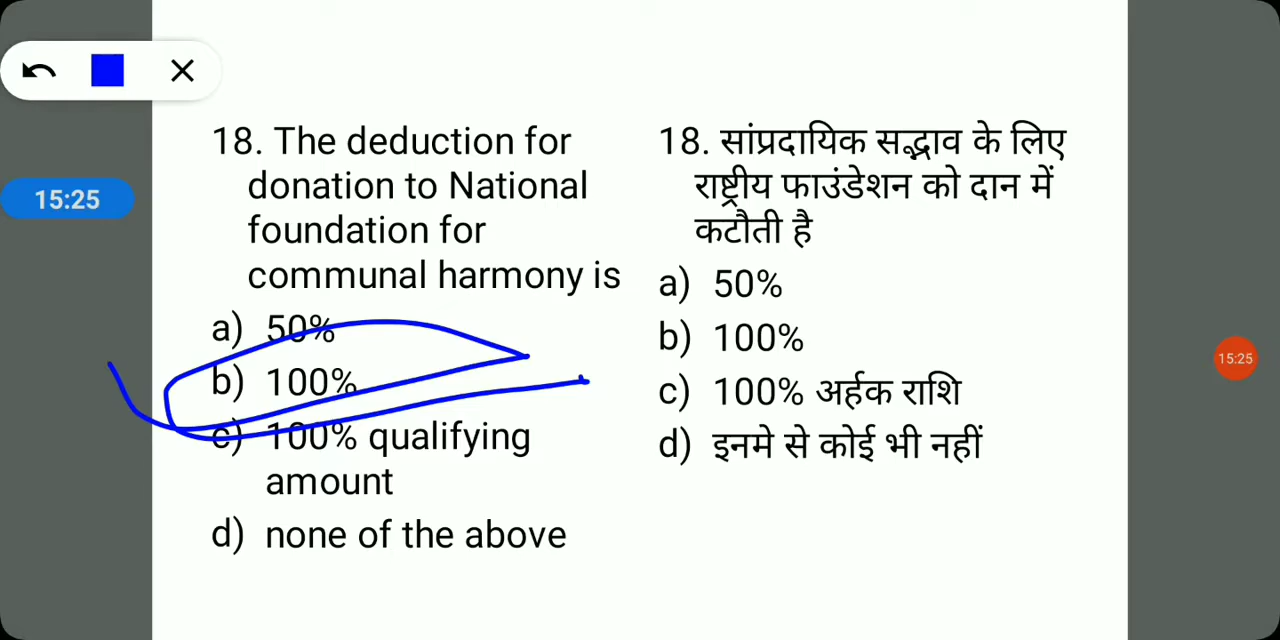 15:25
18. The deduction for
donation to National
foundation for
communal harmony is
a) 50%
b) 100%
c) 100% qualifying
amount
d) none of the above
18. सांप्रदायिक सद्भाव के लिए
राष्ट्रीय फाउंडेशन को दान में
कटौती है
a) 50%
b) 100%
c) 100% अर्हक राशि
d) इनमे से कोई भी नहीं
15:25